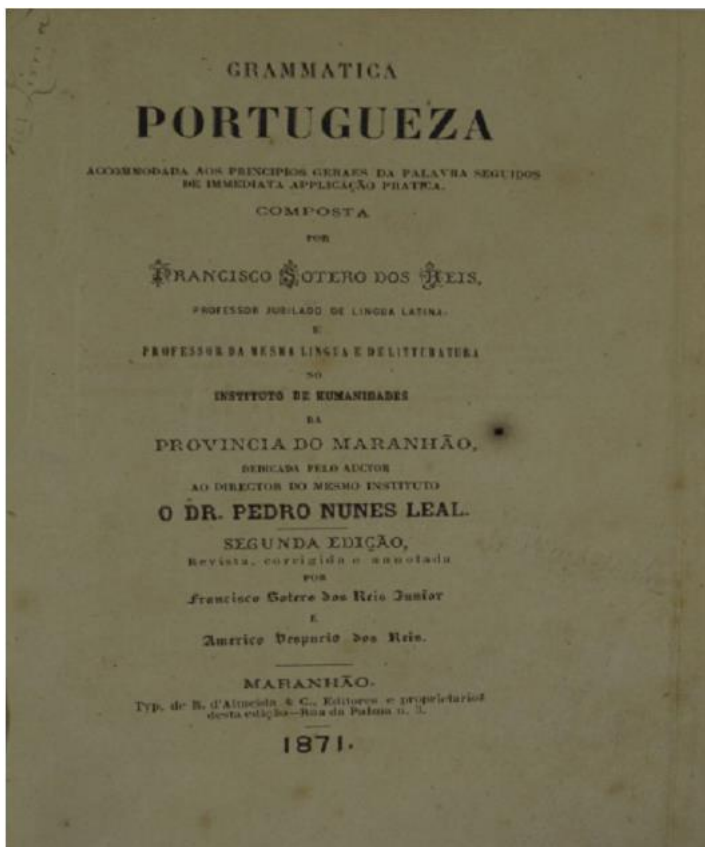 GRAMMATICA
PORTUGUEZA
ACCOMMODADA AOS PRINCIPIOS GERAES DA PALAVRA SEGUIDOS
DE IMMEDIATA APPLICAÇÃO PRATICA.
COMPOSTA
POR
FRANCISCO SOTERO DOS REIS,
PROFESSOR JUBILADO DE LINGUA LATINA.
E
PROFESSOR DA MESMA LINGUA E DE LITTERATURA
NO
INSTITUTO DE HUMANIDADES
DA
PROVINCIA DO MARANHÃO,
DEDICADA PELO AUCTOR
AO DIRECTOR DO MESMO INSTITUTO
O DR. PEDRO NUNES LEAL.
SEGUNDA EDIÇÃO,
Revista, corrigida e annotada
POR
Francisco Sotero dos Reis Junior
E
Americo Vespucio dos Reis.
MARANHÃO.
Typ. de R. d'Almeida & C., Editores e proprietarios
desta edição—Rua da Palma n. 3.
1871.